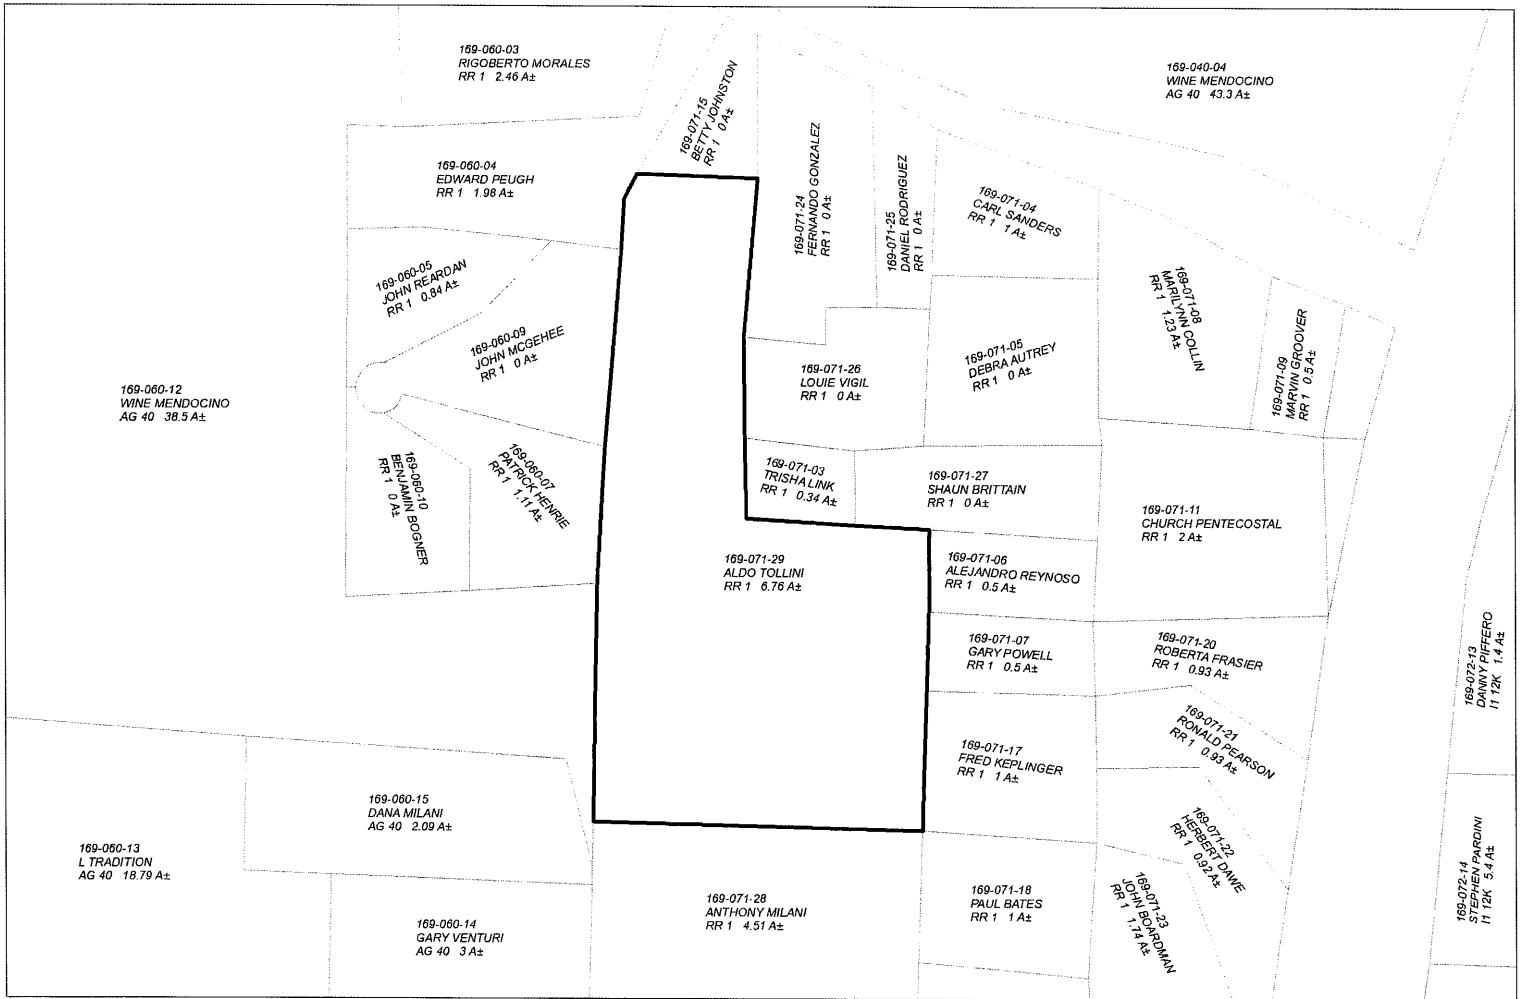 169-060-03
RIGOBERTO MORALES
RR 1 2.46 A±
169-071-15
BETTY JOHNSTON
RR 1 0 A±
169-040-04
WINE MENDOCINO
AG 40 43.3 A±
169-060-04
EDWARD PEUGH
RR 1 1.98 A±
169-071-24
FERNANDO GONZALEZ
RR 1 0 A±
169-071-25
DANIEL RODRIGUEZ
RR 1 0 A±
169-071-04
CARL SANDERS
RR 1 1 A±
169-060-05
JOHN REARDAN
RR 1 0.84 A±
169-071-08
MARILYNN COLLIN
RR 1 1.23 A±
169-060-09
JOHN MCGEHEE
RR 1 0 A±
169-071-05
DEBRA AUTREY
RR 1 0 A±
169-071-09
MARVIN GROOVER
RR 1 0.5 A±
169-060-12
WINE MENDOCINO
AG 40 38.5 A±
169-071-26
LOUIE VIGIL
RR 1 0 A±
169-060-10
BENJAMIN BOGNER
RR 1 0 A±
169-060-07
PATRICK HENRIE
RR 1 1.11 A±
169-071-03
TRISHA LINK
RR 1 0.34 A±
169-071-27
SHAUN BRITTAIN
RR 1 0 A±
169-071-11
CHURCH PENTECOSTAL
RR 1 2 A±
169-071-29
ALDO TOLLINI
RR 1 6.76 A±
169-071-06
ALEJANDRO REYNOSO
RR 1 0.5 A±
169-071-07
GARY POWELL
RR 1 0.5 A±
169-071-20
ROBERTA FRASIER
RR 1 0.93 A±
169-072-13
DANNY PIFFERO
I1 12K 1.4 A±
169-071-21
RONALD PEARSON
RR 1 0.93 A±
169-071-17
FRED KEPLINGER
RR 1 1 A±
169-060-15
DANA MILANI
AG 40 2.09 A±
169-071-22
HERBERT DAWE
RR 1 0.92 A±
169-060-13
L TRADITION
AG 40 18.79 A±
169-071-28
ANTHONY MILANI
RR 1 4.51 A±
169-071-18
PAUL BATES
RR 1 1 A±
169-071-23
JOHN BOARDMAN
RR 1 1.74 A±
169-072-14
STEPHEN PARDINI
I1 12K 5.4 A±
169-060-14
GARY VENTURI
AG 40 3 A±